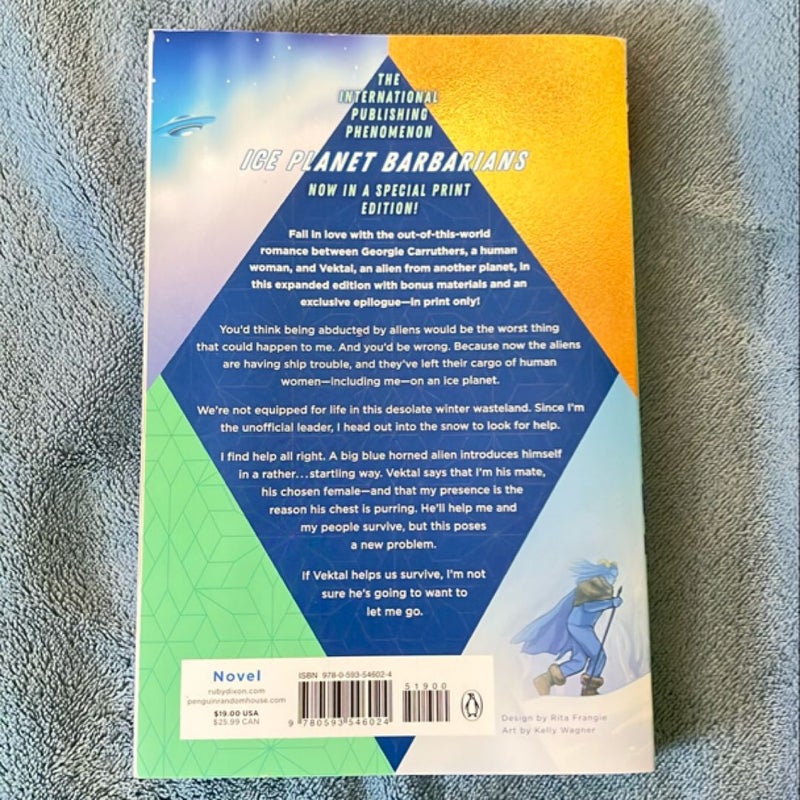 THE
INTERNATIONAL
PUBLISHING
PHENOMENON
ICE PLANET BARBARIANS
NOW IN A SPECIAL PRINT
EDITION!
Fall in love with the out-of-this-world
romance between Georgie Carruthers, a human
woman, and Vektal, an alien from another planet, in
this expanded edition with bonus materials and an
exclusive epilogue—in print only!
You'd think being abducted by aliens would be the worst thing
that could happen to me. And you'd be wrong. Because now the aliens
are having ship trouble, and they've left their cargo of human
women—including me—on an ice planet.
We're not equipped for life in this desolate winter wasteland. Since I'm
the unofficial leader, I head out into the snow to look for help.
I find help all right. A big blue horned alien introduces himself
in a rather...startling way. Vektal says that I'm his mate,
his chosen female—and that my presence is the
reason his chest is purring. He'll help me and
my people survive, but this poses
a new problem.
If Vektal helps us survive, I'm not
sure he's going to want to
let me go.
Novel
rubydixon.com
penguinrandomhouse.com
$19.00 USA
$25.99 CAN
ISBN 978-0-593-54602-4
51900
9 780593 546024
Design by Rita Frangie
Art by Kelly Wagner